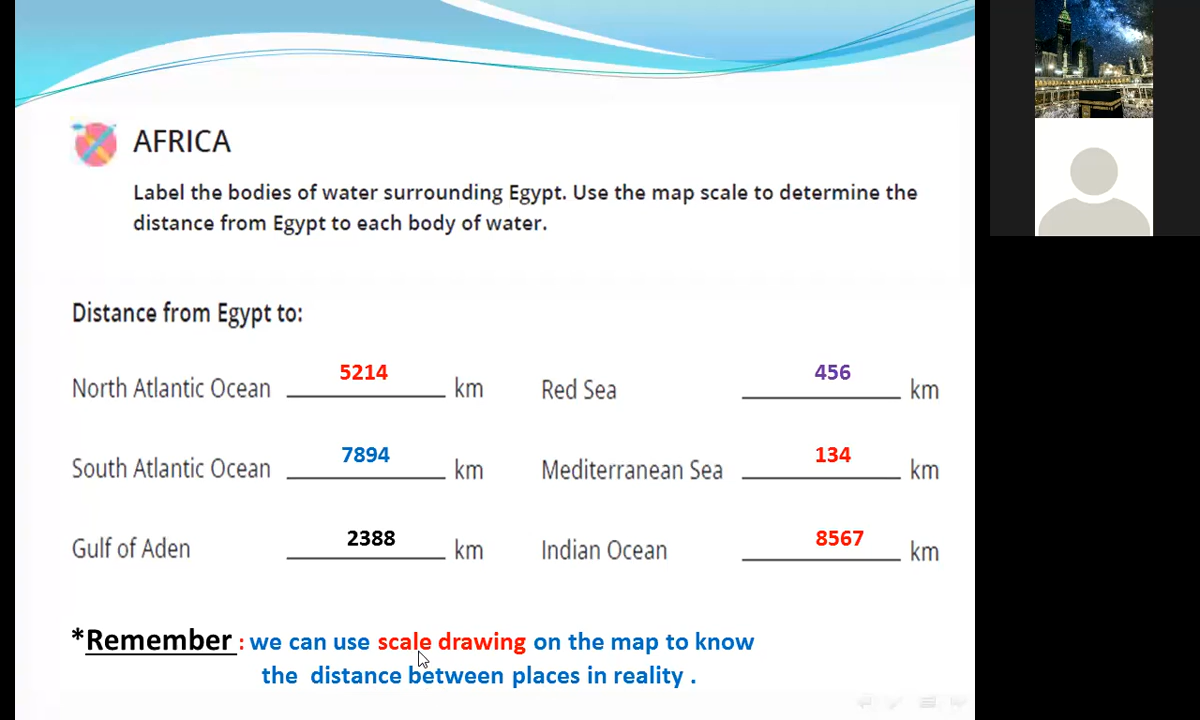 AFRICA
Label the bodies of water surrounding Egypt. Use the map scale to determine the
distance from Egypt to each body of water.
Distance from Egypt to:
North Atlantic Ocean 5214 km Red Sea 456 km
South Atlantic Ocean 7894 km Mediterranean Sea 134 km
Gulf of Aden 2388 km Indian Ocean 8567 km
*Remember : we can use scale drawing on the map to know
the distance between places in reality .